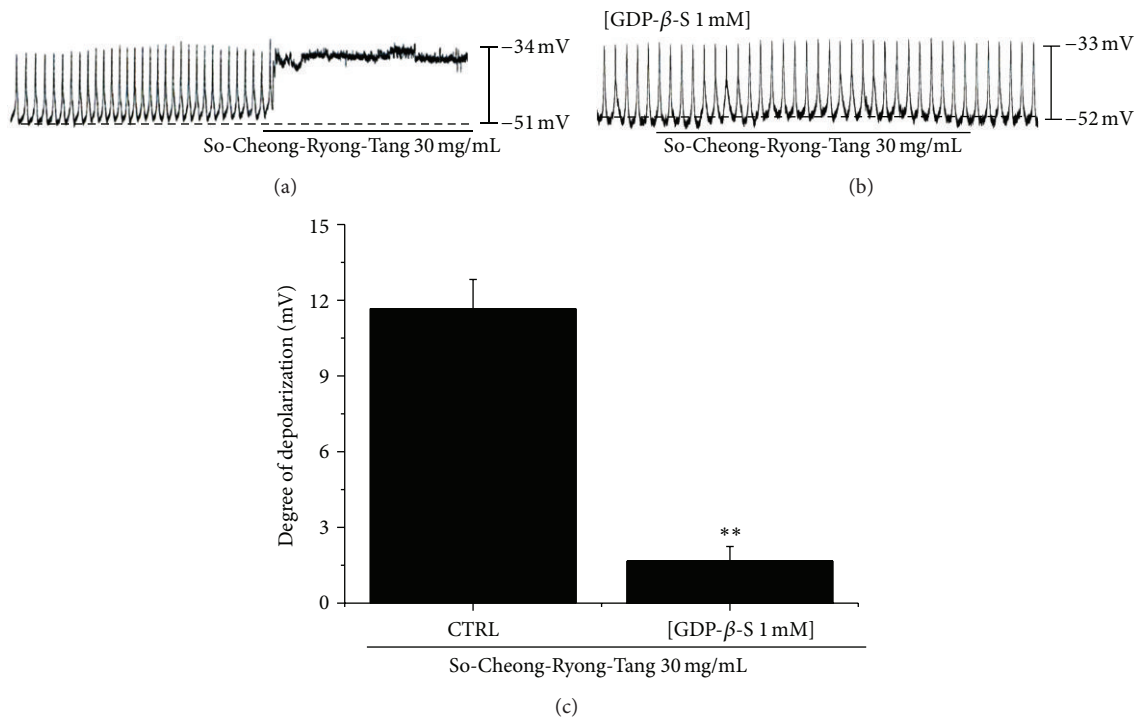 [GDP-β-S 1 mM]
−34 mV
−51 mV
So-Cheong-Ryong-Tang 30 mg/mL
(a)
−33 mV
−52 mV
So-Cheong-Ryong-Tang 30 mg/mL
(b)
15
12
9
6
3
0
Degree of depolarization (mV)
**
CTRL
[GDP-β-S 1 mM]
So-Cheong-Ryong-Tang 30 mg/mL
(c)